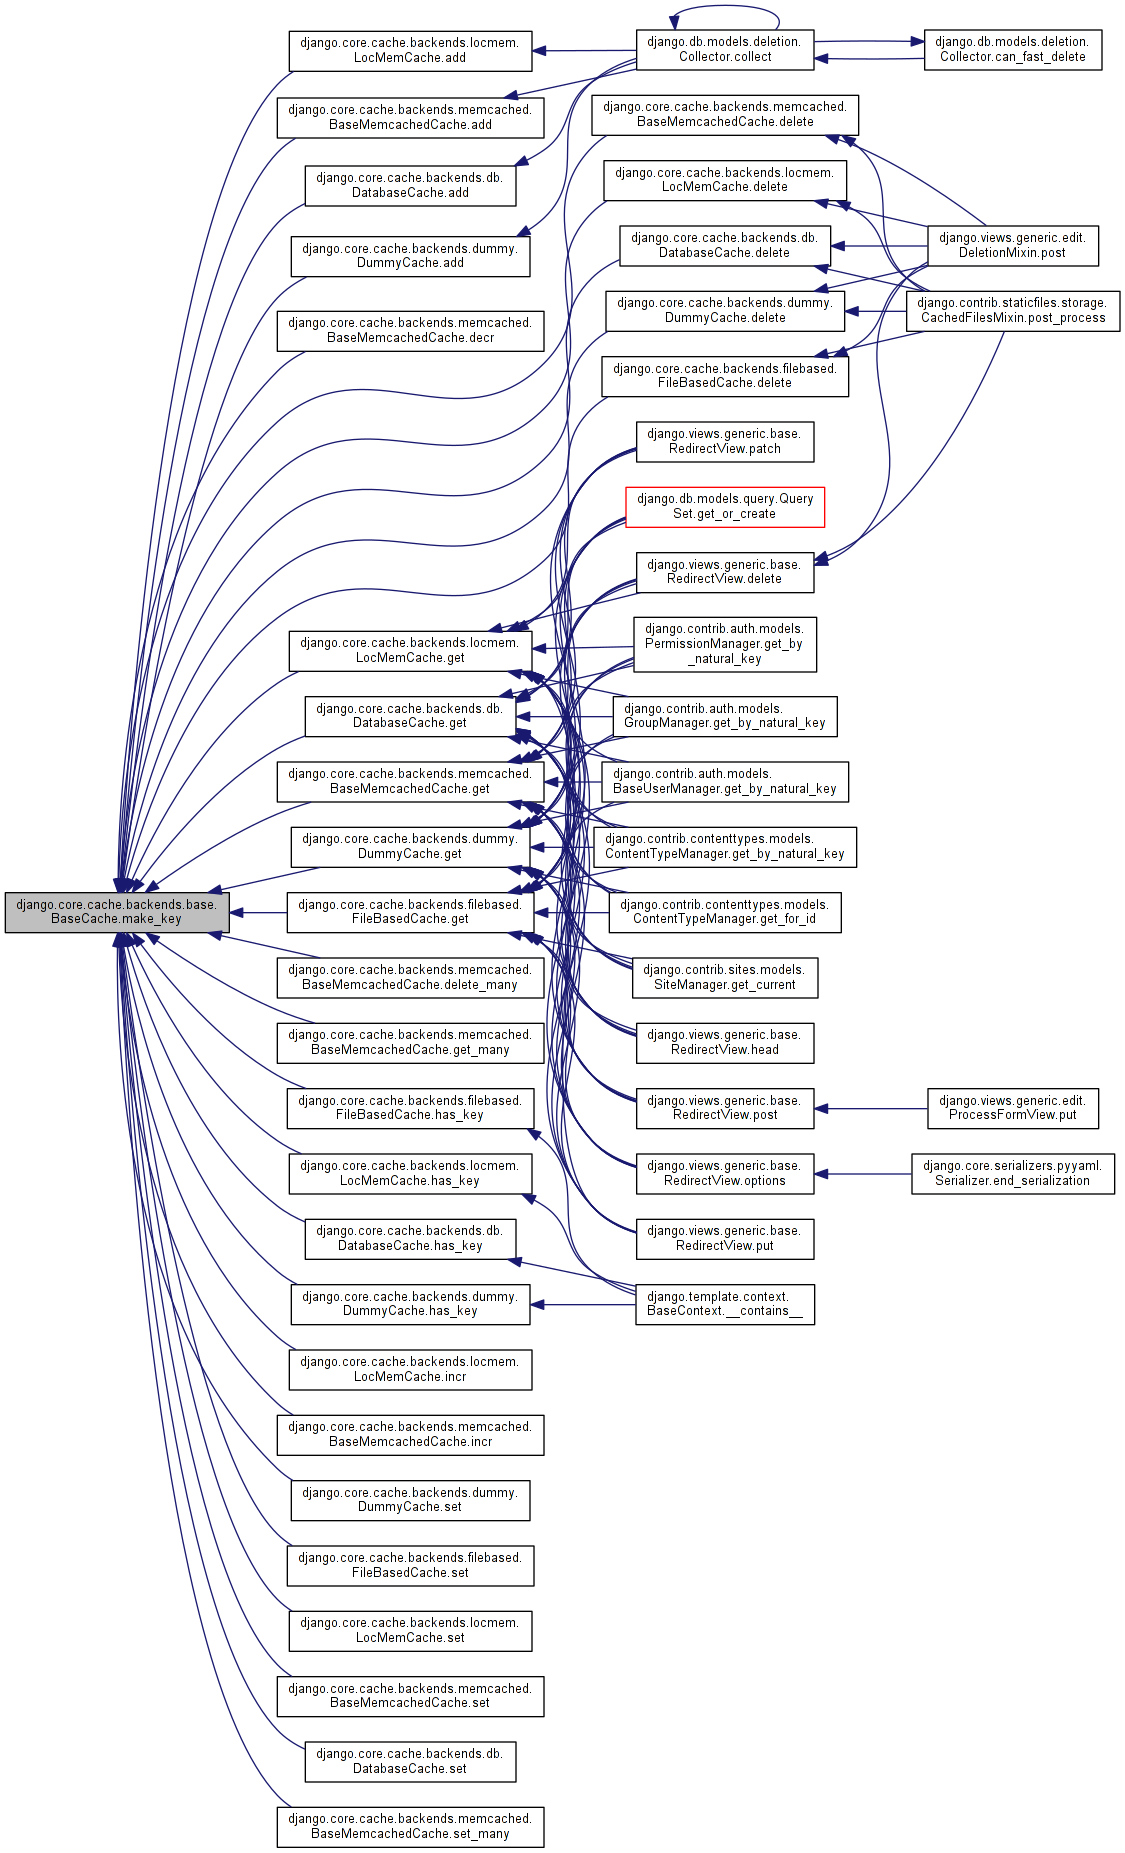 django.core.cache.backends.base.
BaseCache.make_key
django.core.cache.backends.locmem.
LocMemCache.add
django.core.cache.backends.memcached.
BaseMemcachedCache.add
django.core.cache.backends.db.
DatabaseCache.add
django.core.cache.backends.dummy.
DummyCache.add
django.core.cache.backends.memcached.
BaseMemcachedCache.decr
django.core.cache.backends.locmem.
LocMemCache.get
django.core.cache.backends.db.
DatabaseCache.get
django.core.cache.backends.memcached.
BaseMemcachedCache.get
django.core.cache.backends.dummy.
DummyCache.get
django.core.cache.backends.filebased.
FileBasedCache.get
django.core.cache.backends.memcached.
BaseMemcachedCache.delete_many
django.core.cache.backends.memcached.
BaseMemcachedCache.get_many
django.core.cache.backends.filebased.
FileBasedCache.has_key
django.core.cache.backends.locmem.
LocMemCache.has_key
django.core.cache.backends.db.
DatabaseCache.has_key
django.core.cache.backends.dummy.
DummyCache.has_key
django.core.cache.backends.locmem.
LocMemCache.incr
django.core.cache.backends.memcached.
BaseMemcachedCache.incr
django.core.cache.backends.dummy.
DummyCache.set
django.core.cache.backends.filebased.
FileBasedCache.set
django.core.cache.backends.locmem.
LocMemCache.set
django.core.cache.backends.memcached.
BaseMemcachedCache.set
django.core.cache.backends.db.
DatabaseCache.set
django.core.cache.backends.memcached.
BaseMemcachedCache.set_many
django.db.models.deletion.
Collector.collect
django.core.cache.backends.memcached.
BaseMemcachedCache.delete
django.core.cache.backends.locmem.
LocMemCache.delete
django.core.cache.backends.db.
DatabaseCache.delete
django.core.cache.backends.dummy.
DummyCache.delete
django.core.cache.backends.filebased.
FileBasedCache.delete
django.views.generic.base.
RedirectView.patch
django.db.models.query.Query
Set.get_or_create
django.views.generic.base.
RedirectView.delete
django.contrib.auth.models.
PermissionManager.get_by
_natural_key
django.contrib.auth.models.
GroupManager.get_by_natural_key
django.contrib.auth.models.
BaseUserManager.get_by_natural_key
django.contrib.contenttypes.models.
ContentTypeManager.get_by_natural_key
django.contrib.contenttypes.models.
ContentTypeManager.get_for_id
django.contrib.sites.models.
SiteManager.get_current
django.views.generic.base.
RedirectView.head
django.views.generic.base.
RedirectView.post
django.views.generic.base.
RedirectView.options
django.views.generic.base.
RedirectView.put
django.template.context.
BaseContext.__contains__
django.db.models.deletion.
Collector.can_fast_delete
django.views.generic.edit.
DeletionMixin.post
django.contrib.staticfiles.storage.
CachedFilesMixin.post_process
django.views.generic.edit.
ProcessFormView.put
django.core.serializers.pyyaml.
Serializer.end_serialization